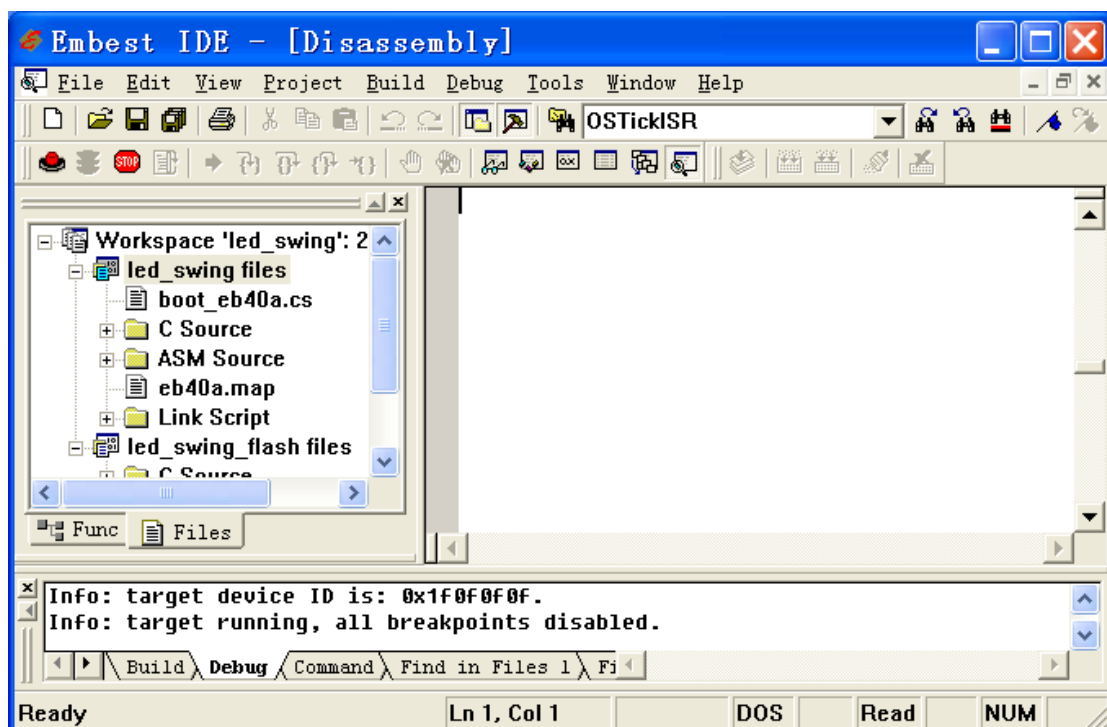 Embest IDE - [Disassembly]
File Edit View Project Build Debug Tools Window Help
OSTickISR
STOP
Workspace 'led_swing': 2
led_swing files
boot_eb40a.cs
C Source
ASM Source
eb40a.map
Link Script
led_swing_flash files
C Source
Func Files
Info: target device ID is: 0x1f0f0f0f.
Info: target running, all breakpoints disabled.
Build Debug Command Find in Files 1 Fi
Ready Ln 1, Col 1 DOS Read NUM